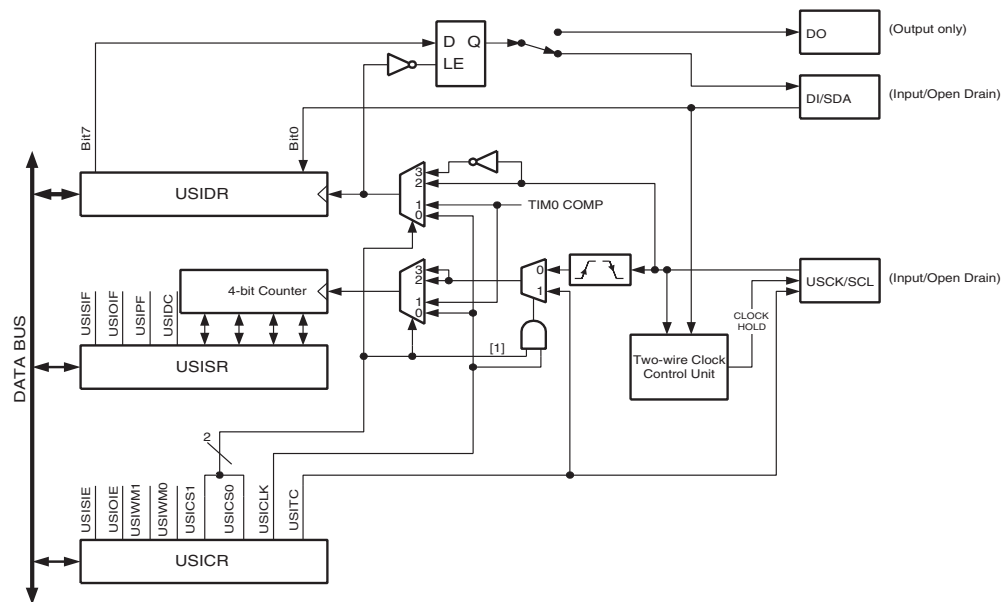 D Q
LE
DO
(Output only)
DI/SDA
(Input/Open Drain)
Bit7
Bit0
USIDR
3
2
1
0
TIM0 COMP
DATA BUS
4-bit Counter
3
2
1
0
0
1
[1]
USCK/SCL
(Input/Open Drain)
CLOCK
HOLD
Two-wire Clock
Control Unit
USISIF
USIOIF
USIPF
USIDC
USISR
2
USISIE
USIOIE
USIWM1
USIWM0
USICS1
USICS0
USICLK
USITC
USICR